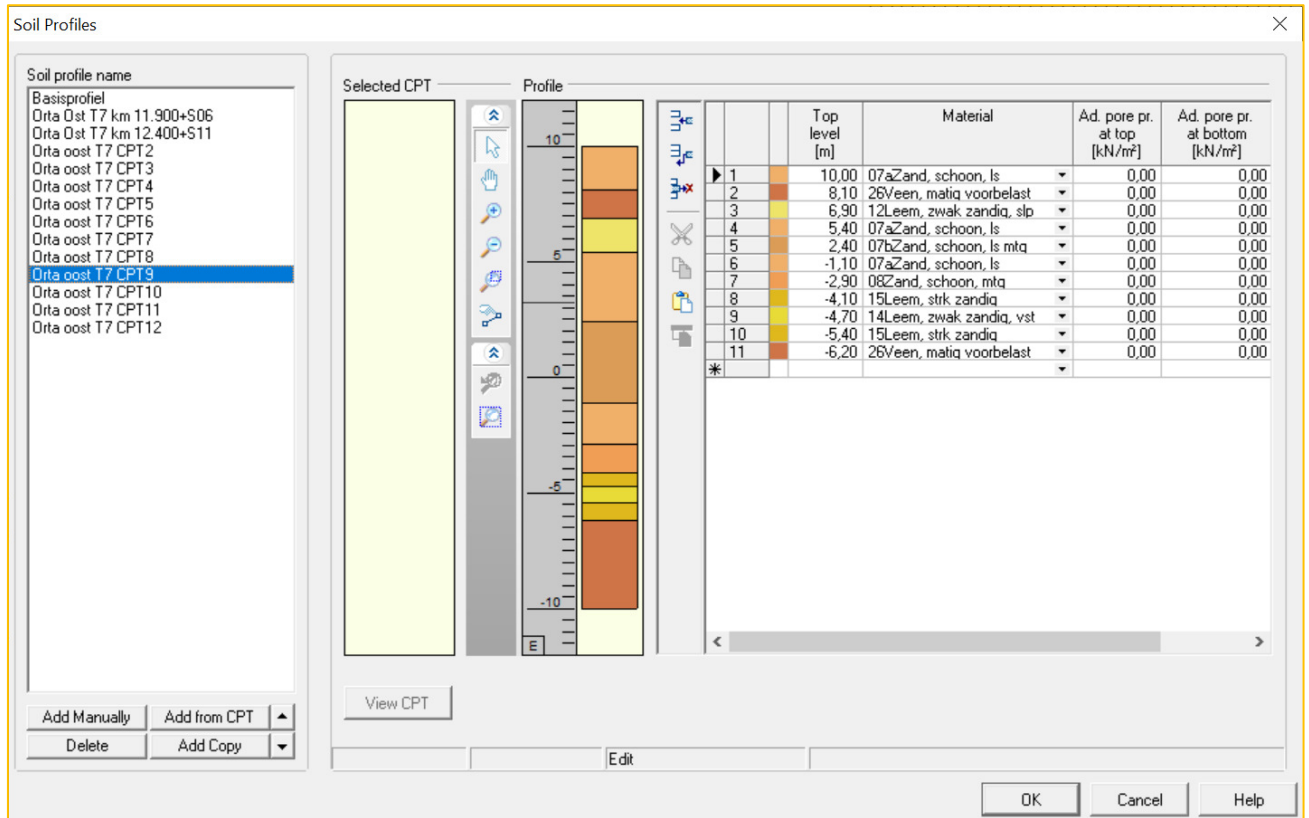 Soil Profiles
Soil profile name
Basisprofiel
Orta Ost T7 km 11.900+S06
Orta Ost T7 km 12.400+S11
Orta oost T7 CPT2
Orta oost T7 CPT3
Orta oost T7 CPT4
Orta oost T7 CPT5
Orta oost T7 CPT6
Orta oost T7 CPT7
Orta oost T7 CPT8
Orta oost T7 CPT9
Orta oost T7 CPT10
Orta oost T7 CPT11
Orta oost T7 CPT12
Add Manually Add from CPT
Delete Add Copy
Selected CPT Profile
10
5
0
-5
-10
E
Top level [m] Material Ad. pore pr. at top [kN/m²] Ad. pore pr. at bottom [kN/m²]
1 10,00 07aZand, schoon, ls 0,00 0,00
2 8,10 26Veen, matig voorbelast 0,00 0,00
3 6,90 12Leem, zwak zandig, slp 0,00 0,00
4 5,40 07aZand, schoon, ls 0,00 0,00
5 2,40 07bZand, schoon, ls mtg 0,00 0,00
6 -1,10 07aZand, schoon, ls 0,00 0,00
7 -2,90 08Zand, schoon, mtg 0,00 0,00
8 -4,10 15Leem, strk zandig 0,00 0,00
9 -4,70 14Leem, zwak zandig, vst 0,00 0,00
10 -5,40 15Leem, strk zandig 0,00 0,00
11 -6,20 26Veen, matig voorbelast 0,00 0,00
View CPT
Edit
OK Cancel Help